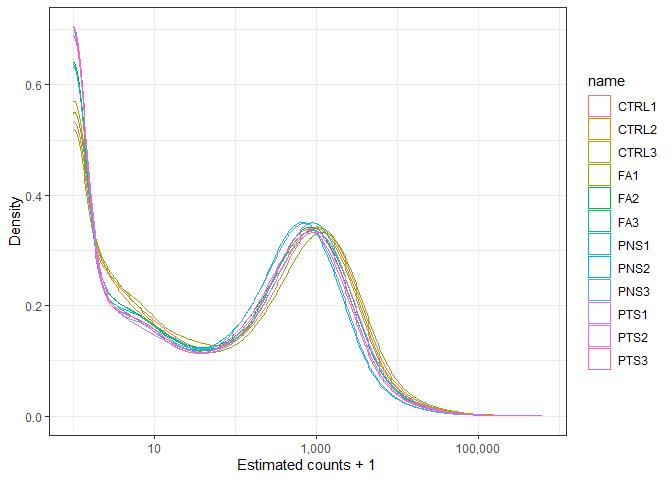 0.6
0.4
0.2
0.0
Density
10
1,000
100,000
Estimated counts + 1
name
CTRL1
CTRL2
CTRL3
FA1
FA2
FA3
PNS1
PNS2
PNS3
PTS1
PTS2
PTS3